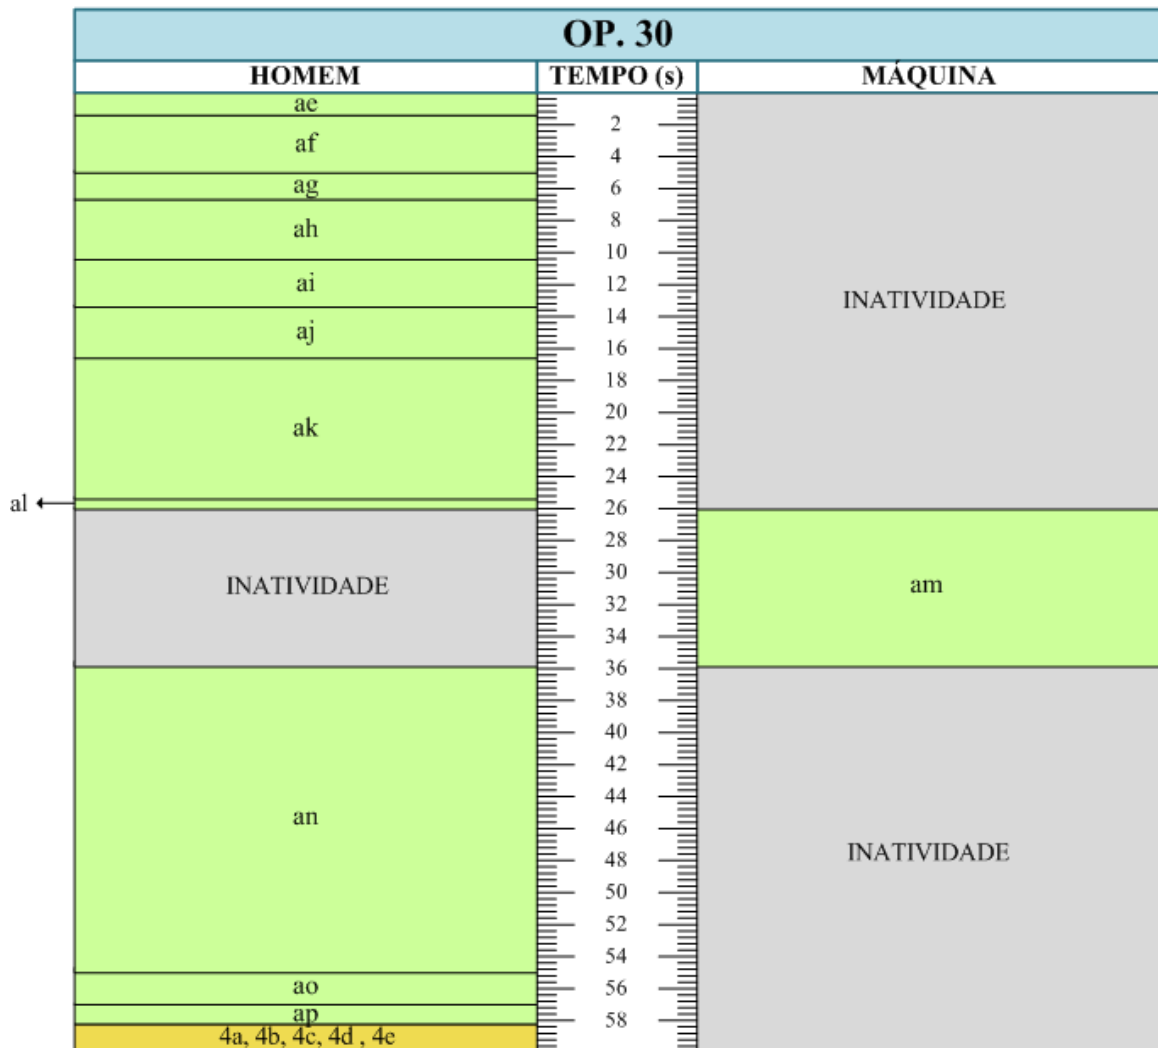 OP. 30
HOMEM TEMPO (s) MÁQUINA
ae
2
af
4
ag
6
8
ah
10
ai
12
INATIVIDADE
14
aj
16
18
20
ak
22
24
al
26
28
INATIVIDADE
30
am
32
34
36
38
40
42
44
an
46
INATIVIDADE
48
50
52
54
ao
56
ap
58
4a, 4b, 4c, 4d , 4e